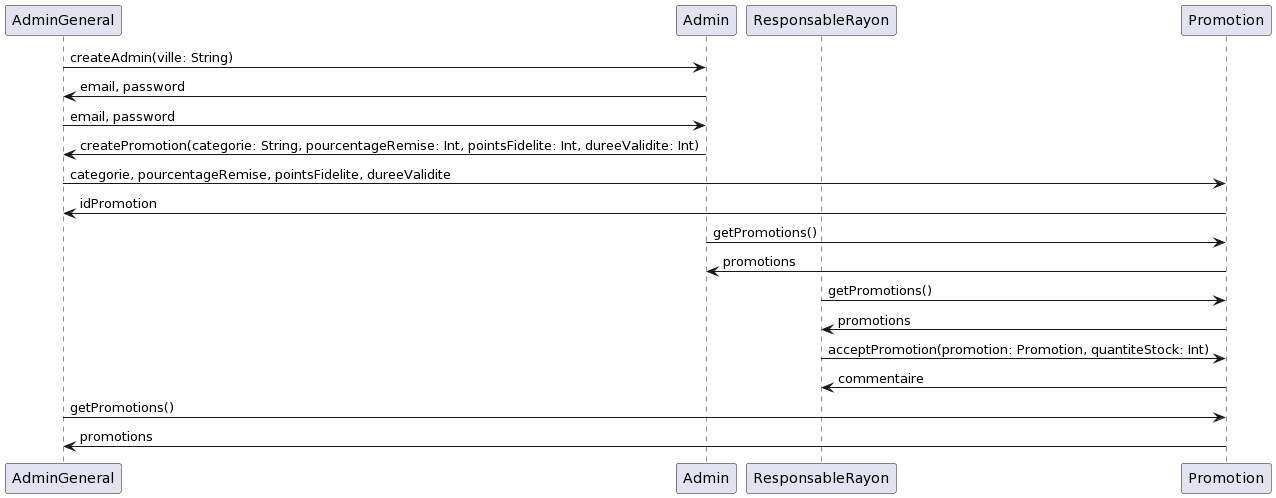 AdminGeneral Admin ResponsableRayon Promotion
createAdmin(ville: String)
email, password
email, password
createPromotion(categorie: String, pourcentageRemise: Int, pointsFidelite: Int, dureeValidite: Int)
categorie, pourcentageRemise, pointsFidelite, dureeValidite
idPromotion
getPromotions()
promotions
getPromotions()
promotions
acceptPromotion(promotion: Promotion, quantiteStock: Int)
commentaire
getPromotions()
promotions
AdminGeneral Admin ResponsableRayon Promotion